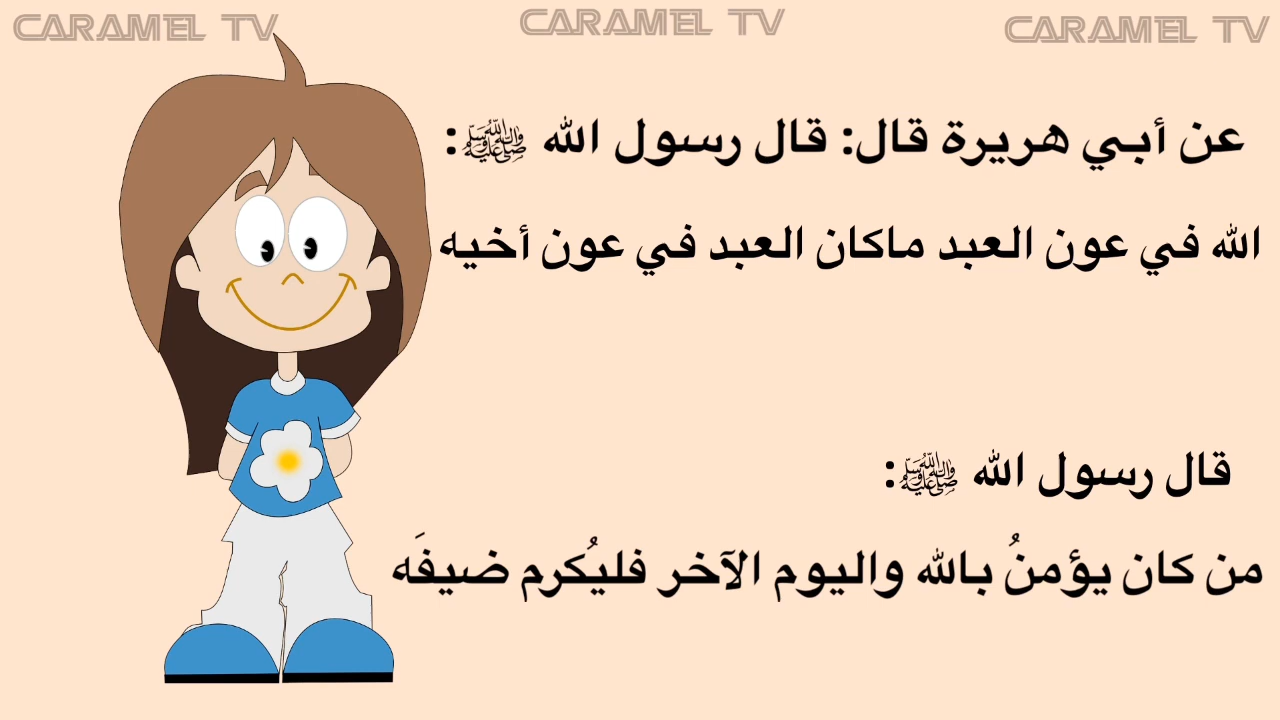 CARAMEL TV CARAMEL TV CARAMEL TV
عن أبي هريرة قال: قال رسول الله ﷺ:
الله في عون العبد ماكان العبد في عون أخيه
قال رسول الله ﷺ:
من كان يؤمنُ بالله واليوم الآخر فليُكرم ضيفَه